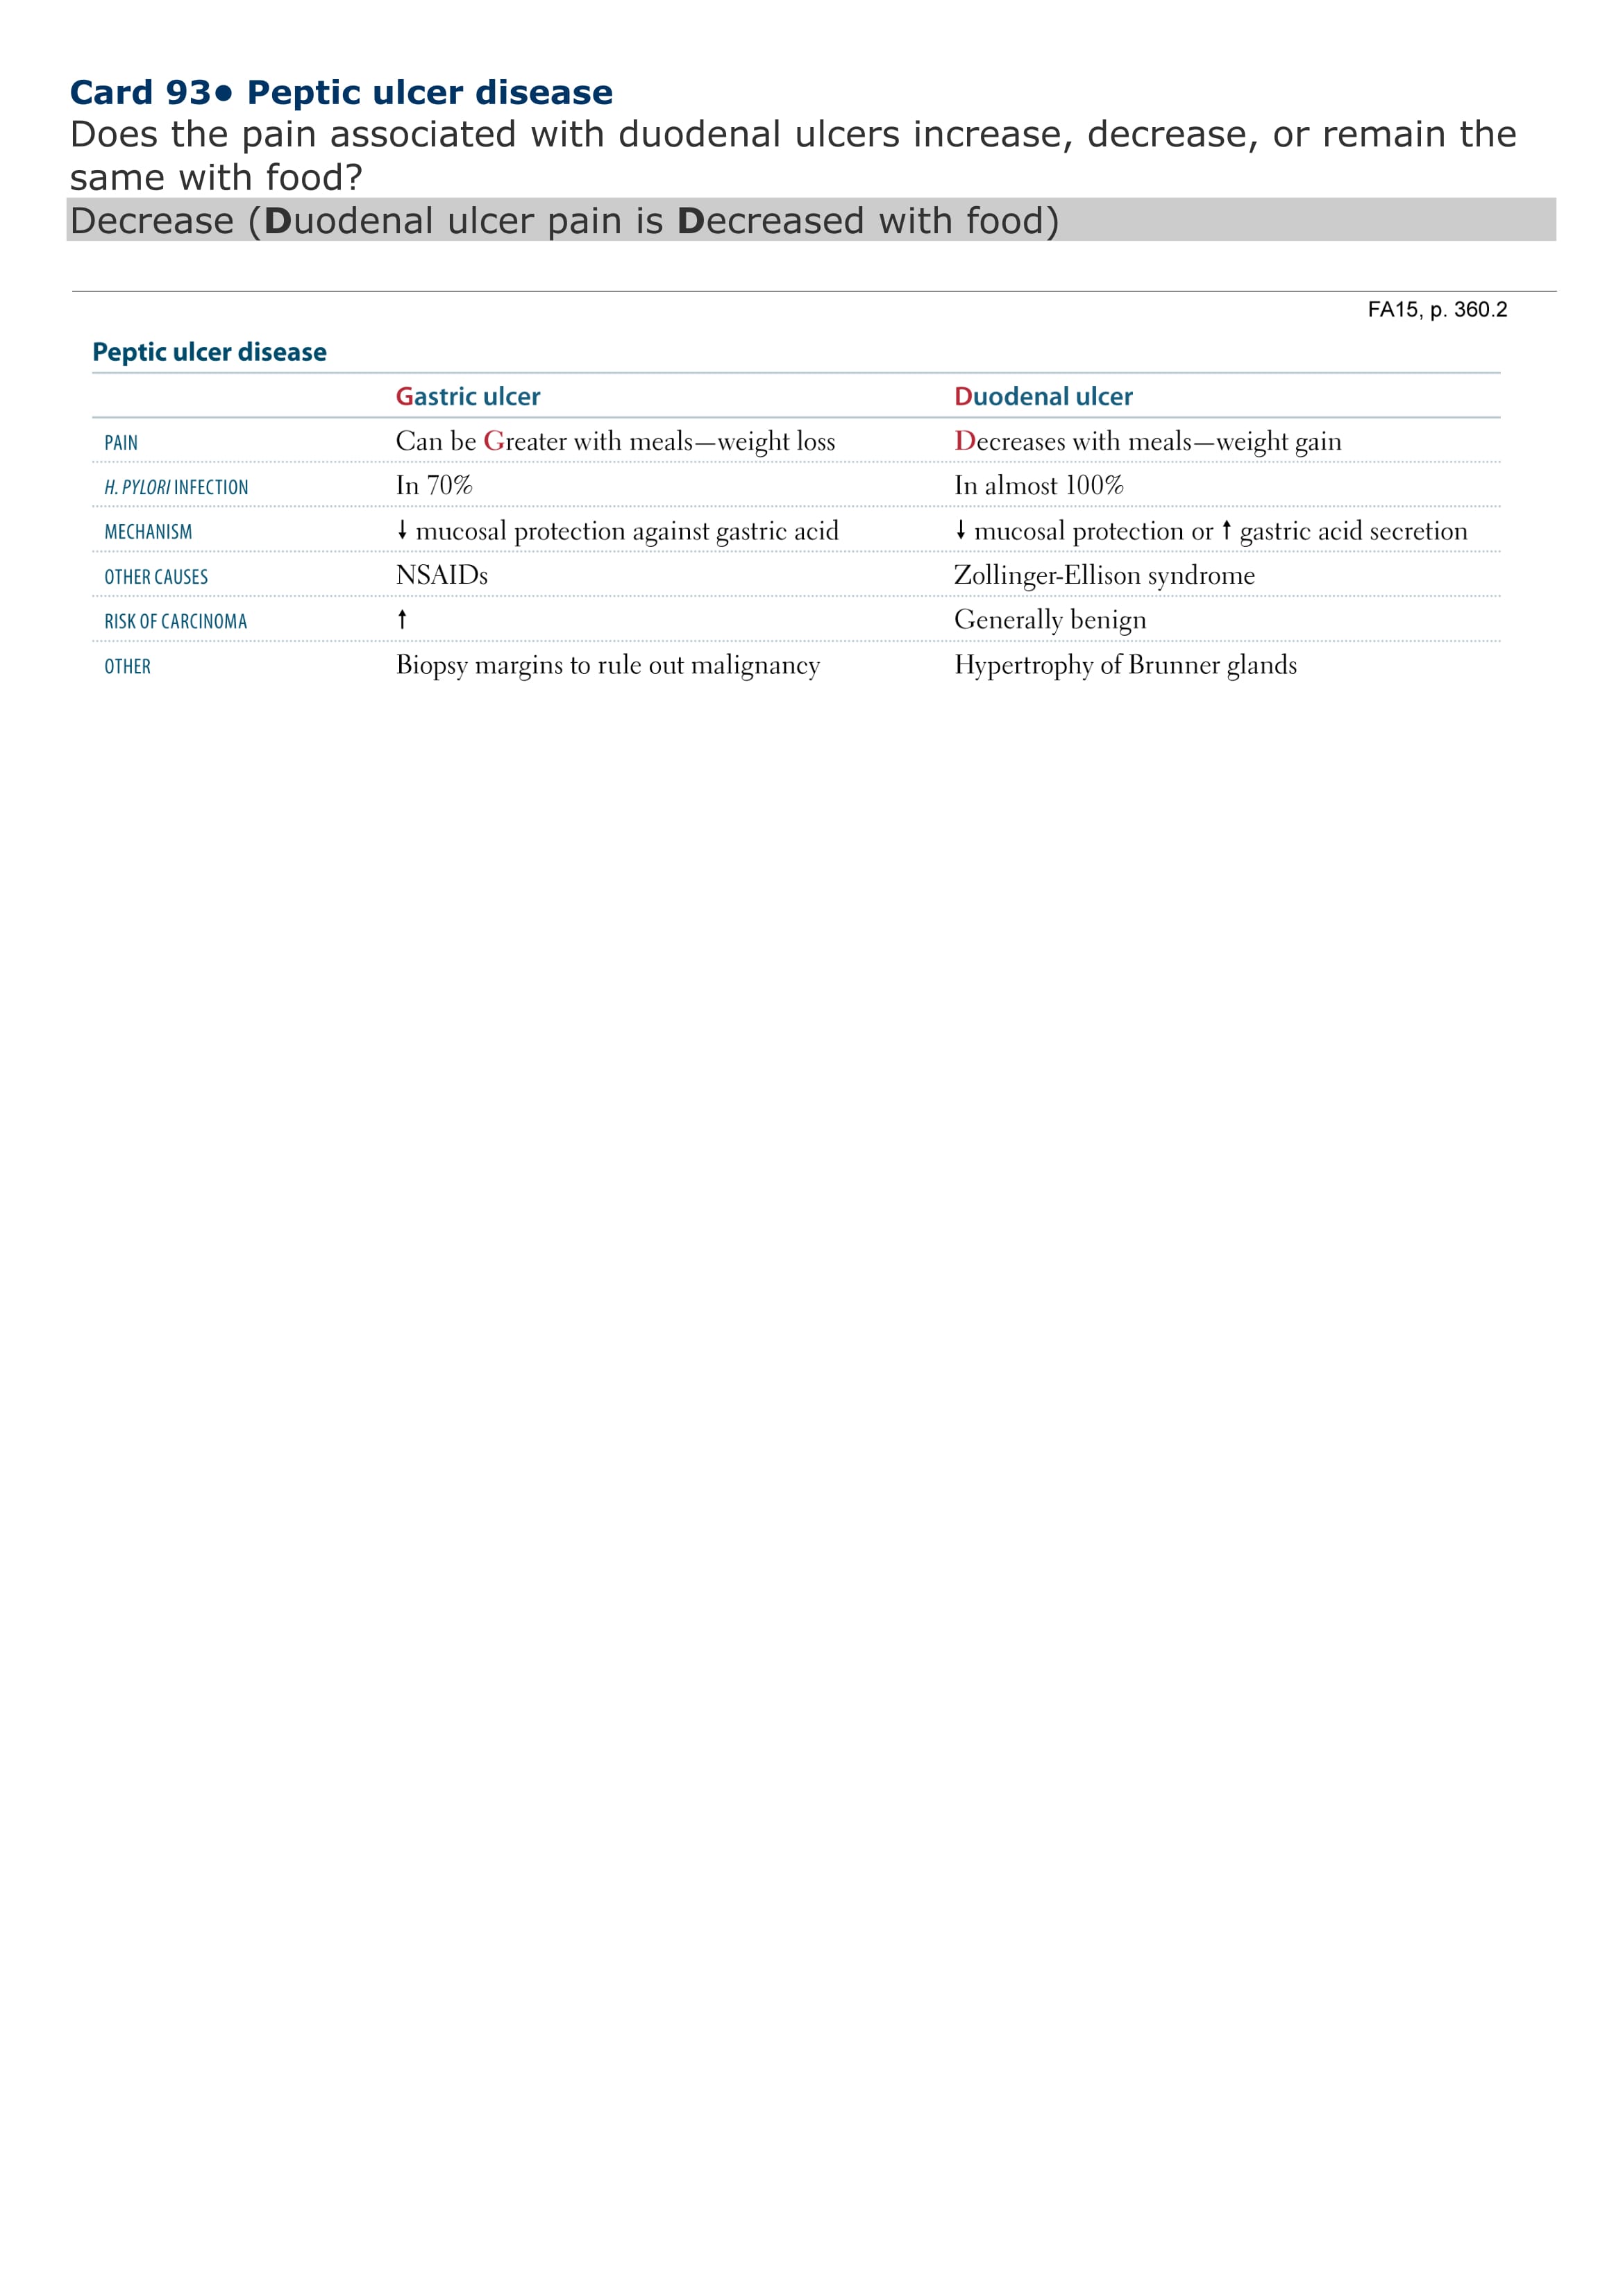 Card 93• Peptic ulcer disease
Does the pain associated with duodenal ulcers increase, decrease, or remain the
same with food?
Decrease (Duodenal ulcer pain is Decreased with food)
FA15, p. 360.2
Peptic ulcer disease
Gastric ulcer Duodenal ulcer
PAIN Can be Greater with meals—weight loss Decreases with meals—weight gain
H. PYLORI INFECTION In 70% In almost 100%
MECHANISM ↓ mucosal protection against gastric acid ↓ mucosal protection or ↑ gastric acid secretion
OTHER CAUSES NSAIDs Zollinger-Ellison syndrome
RISK OF CARCINOMA ↑ Generally benign
OTHER Biopsy margins to rule out malignancy Hypertrophy of Brunner glands